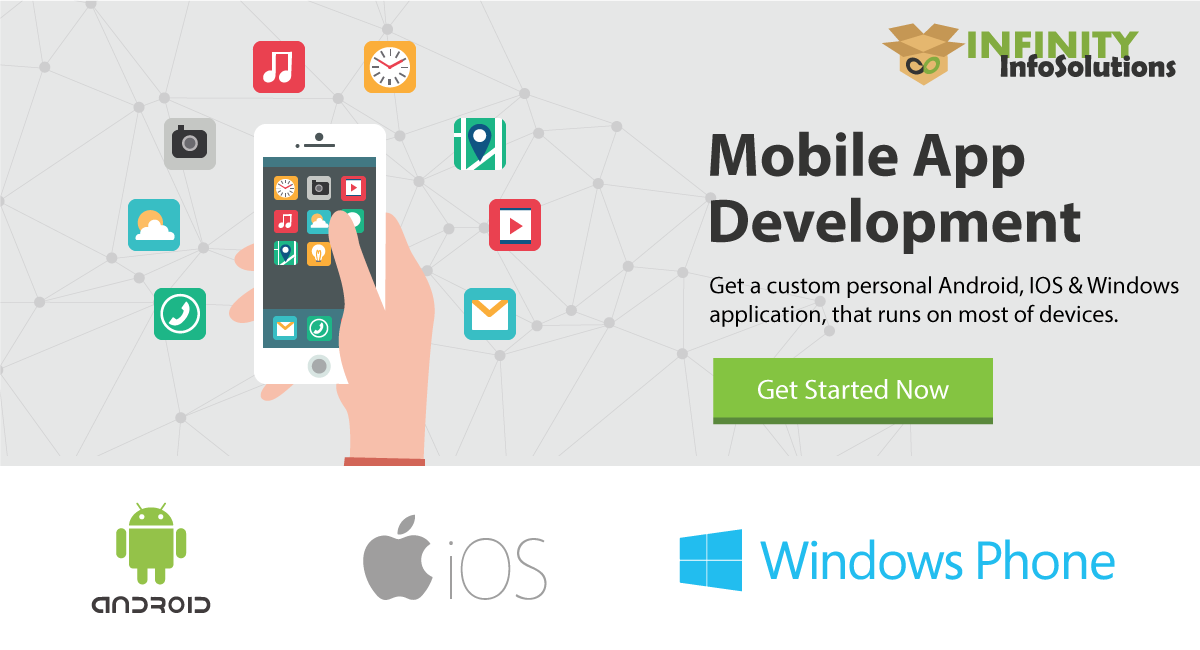 INFINITY
InfoSolutions
Mobile App
Development
Get a custom personal Android, IOS & Windows
application, that runs on most of devices.
Get Started Now
ANDROID
iOS
Windows Phone